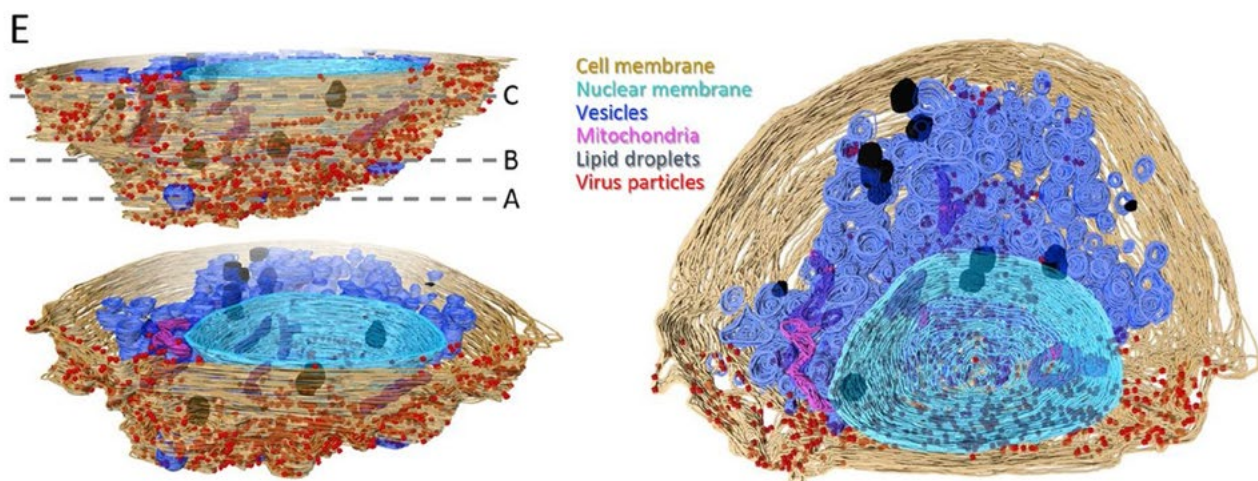 E
C
B
A
Cell membrane
Nuclear membrane
Vesicles
Mitochondria
Lipid droplets
Virus particles